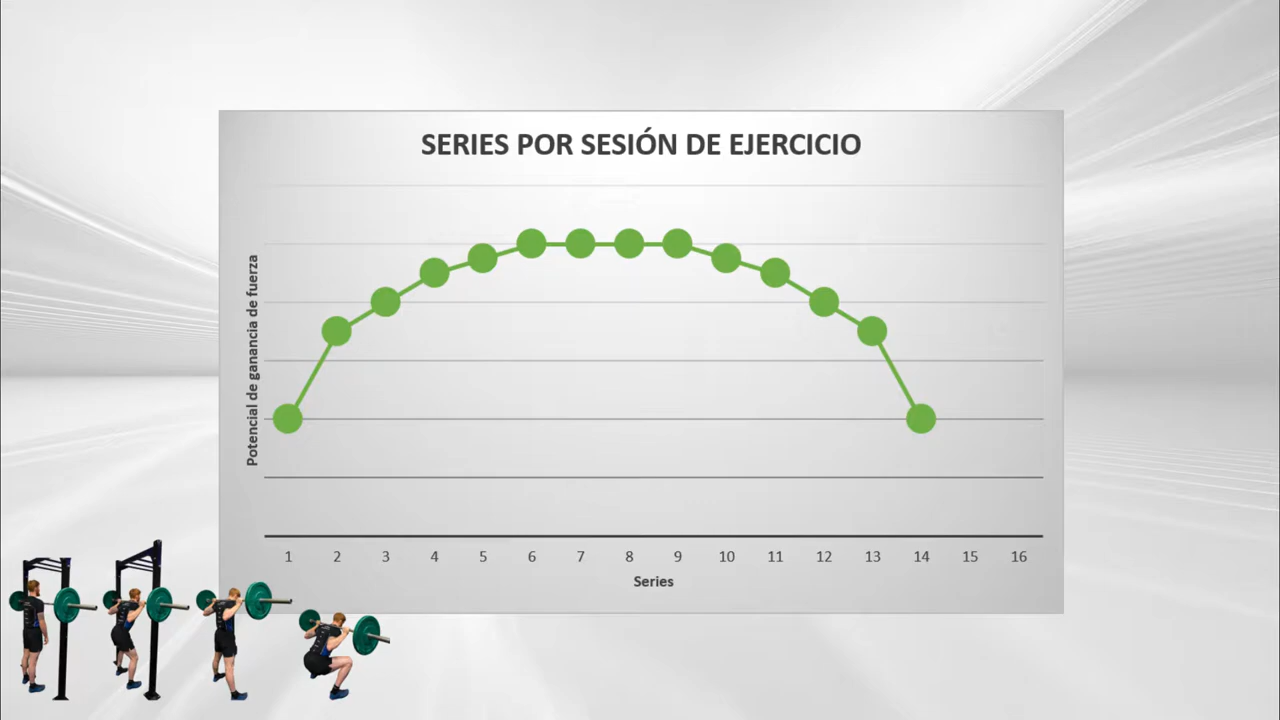 SERIES POR SESIÓN DE EJERCICIO
Potencial de ganancia de fuerza
1 2 3 4 5 6 7 8 9 10 11 12 13 14 15 16
Series